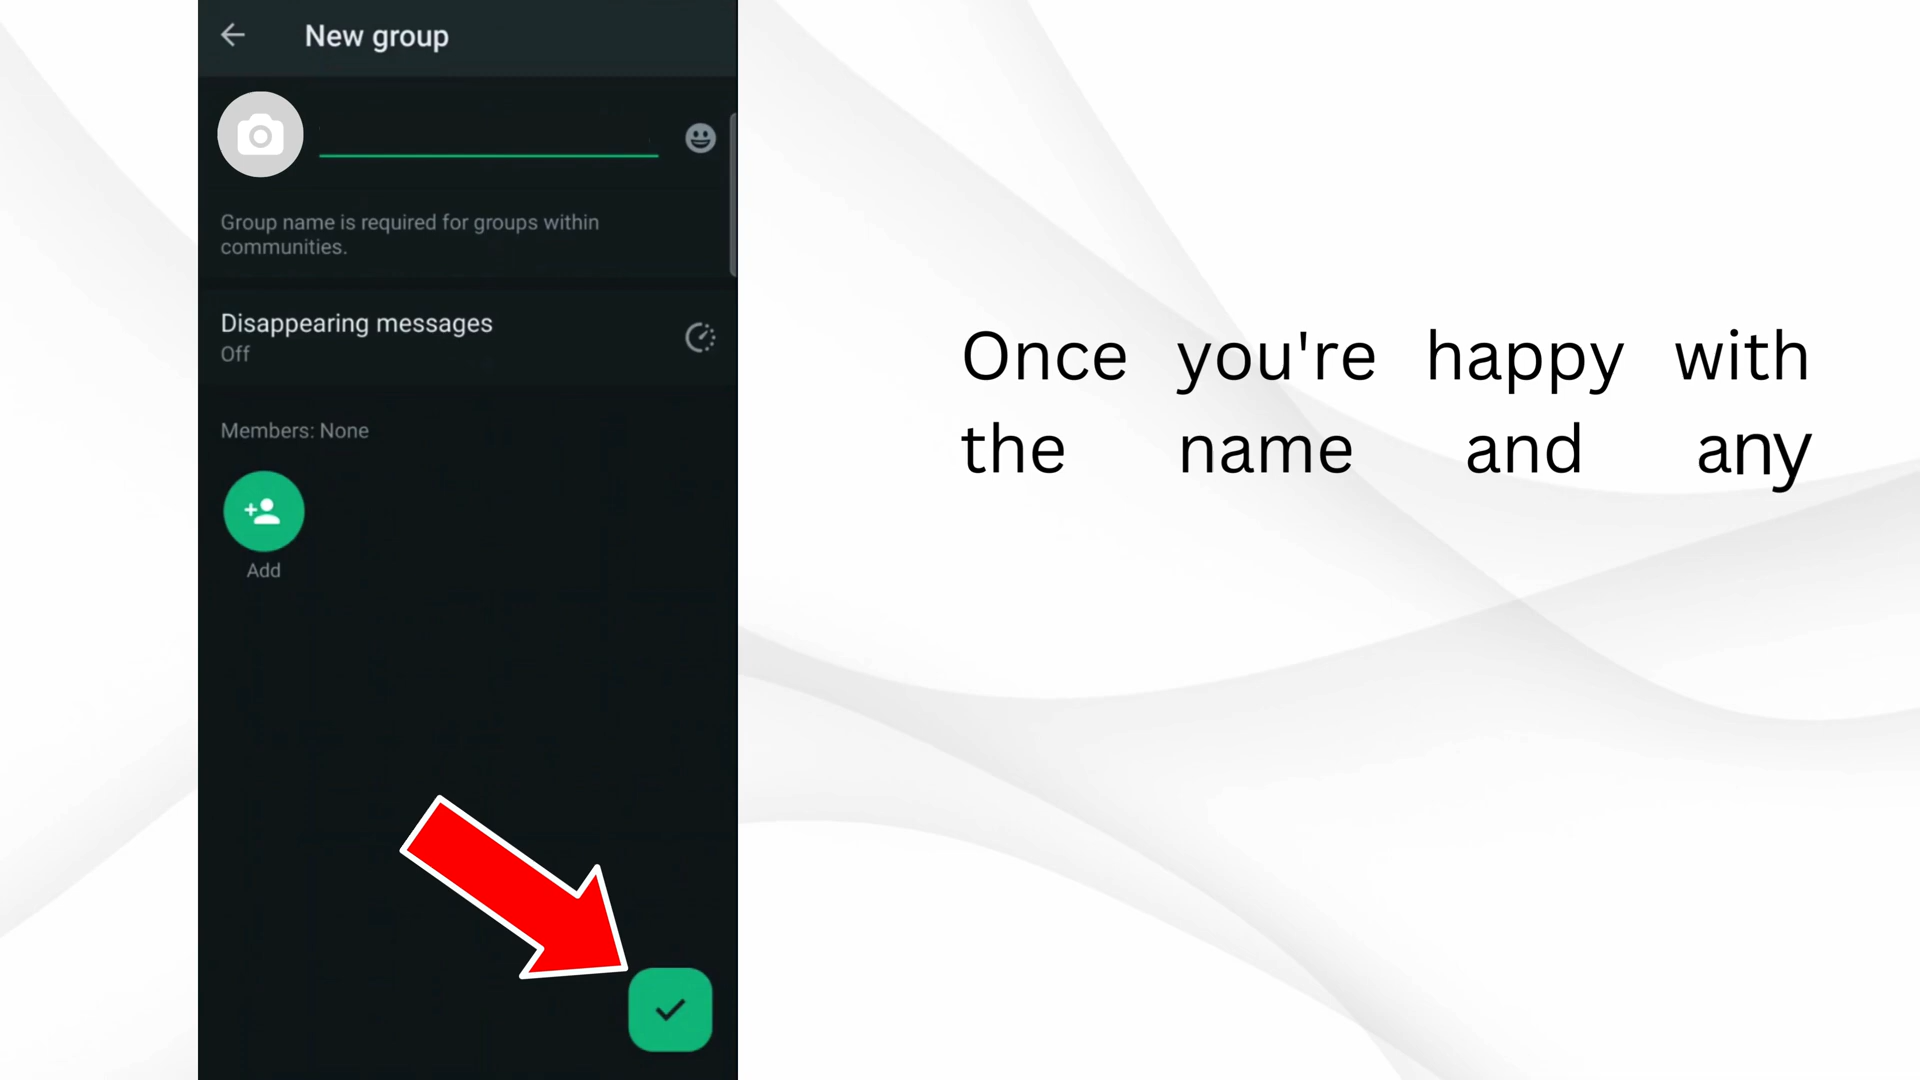 New group
Group name is required for groups within
communities.
Disappearing messages
Off
Members: None
Add
Once you're happy with
the name and any